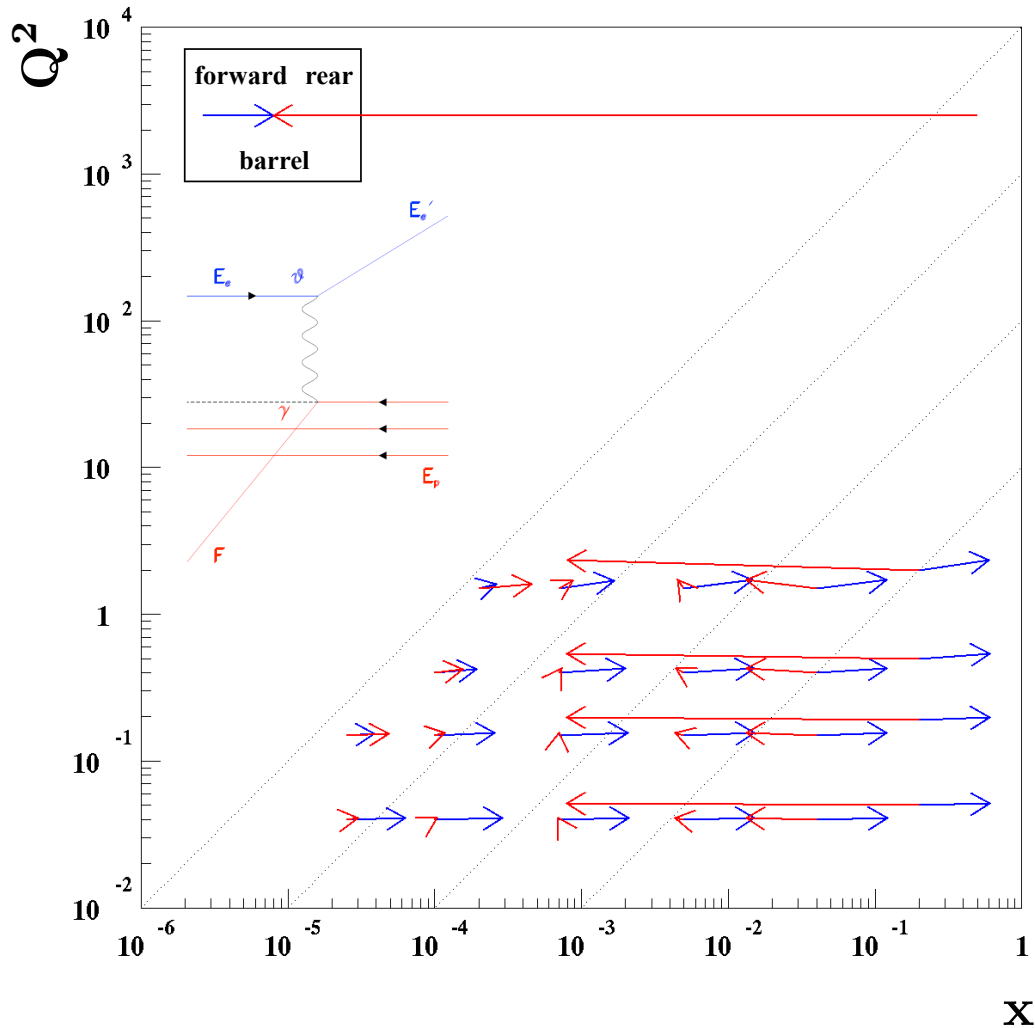 Q²
10⁴
10³
10²
10
1
10⁻¹
10⁻²
forward rear
barrel
Eₑ′
Eₑ
ϑ
γ
Eₚ
F
10⁻⁶
10⁻⁵
10⁻⁴
10⁻³
10⁻²
10⁻¹
1
x